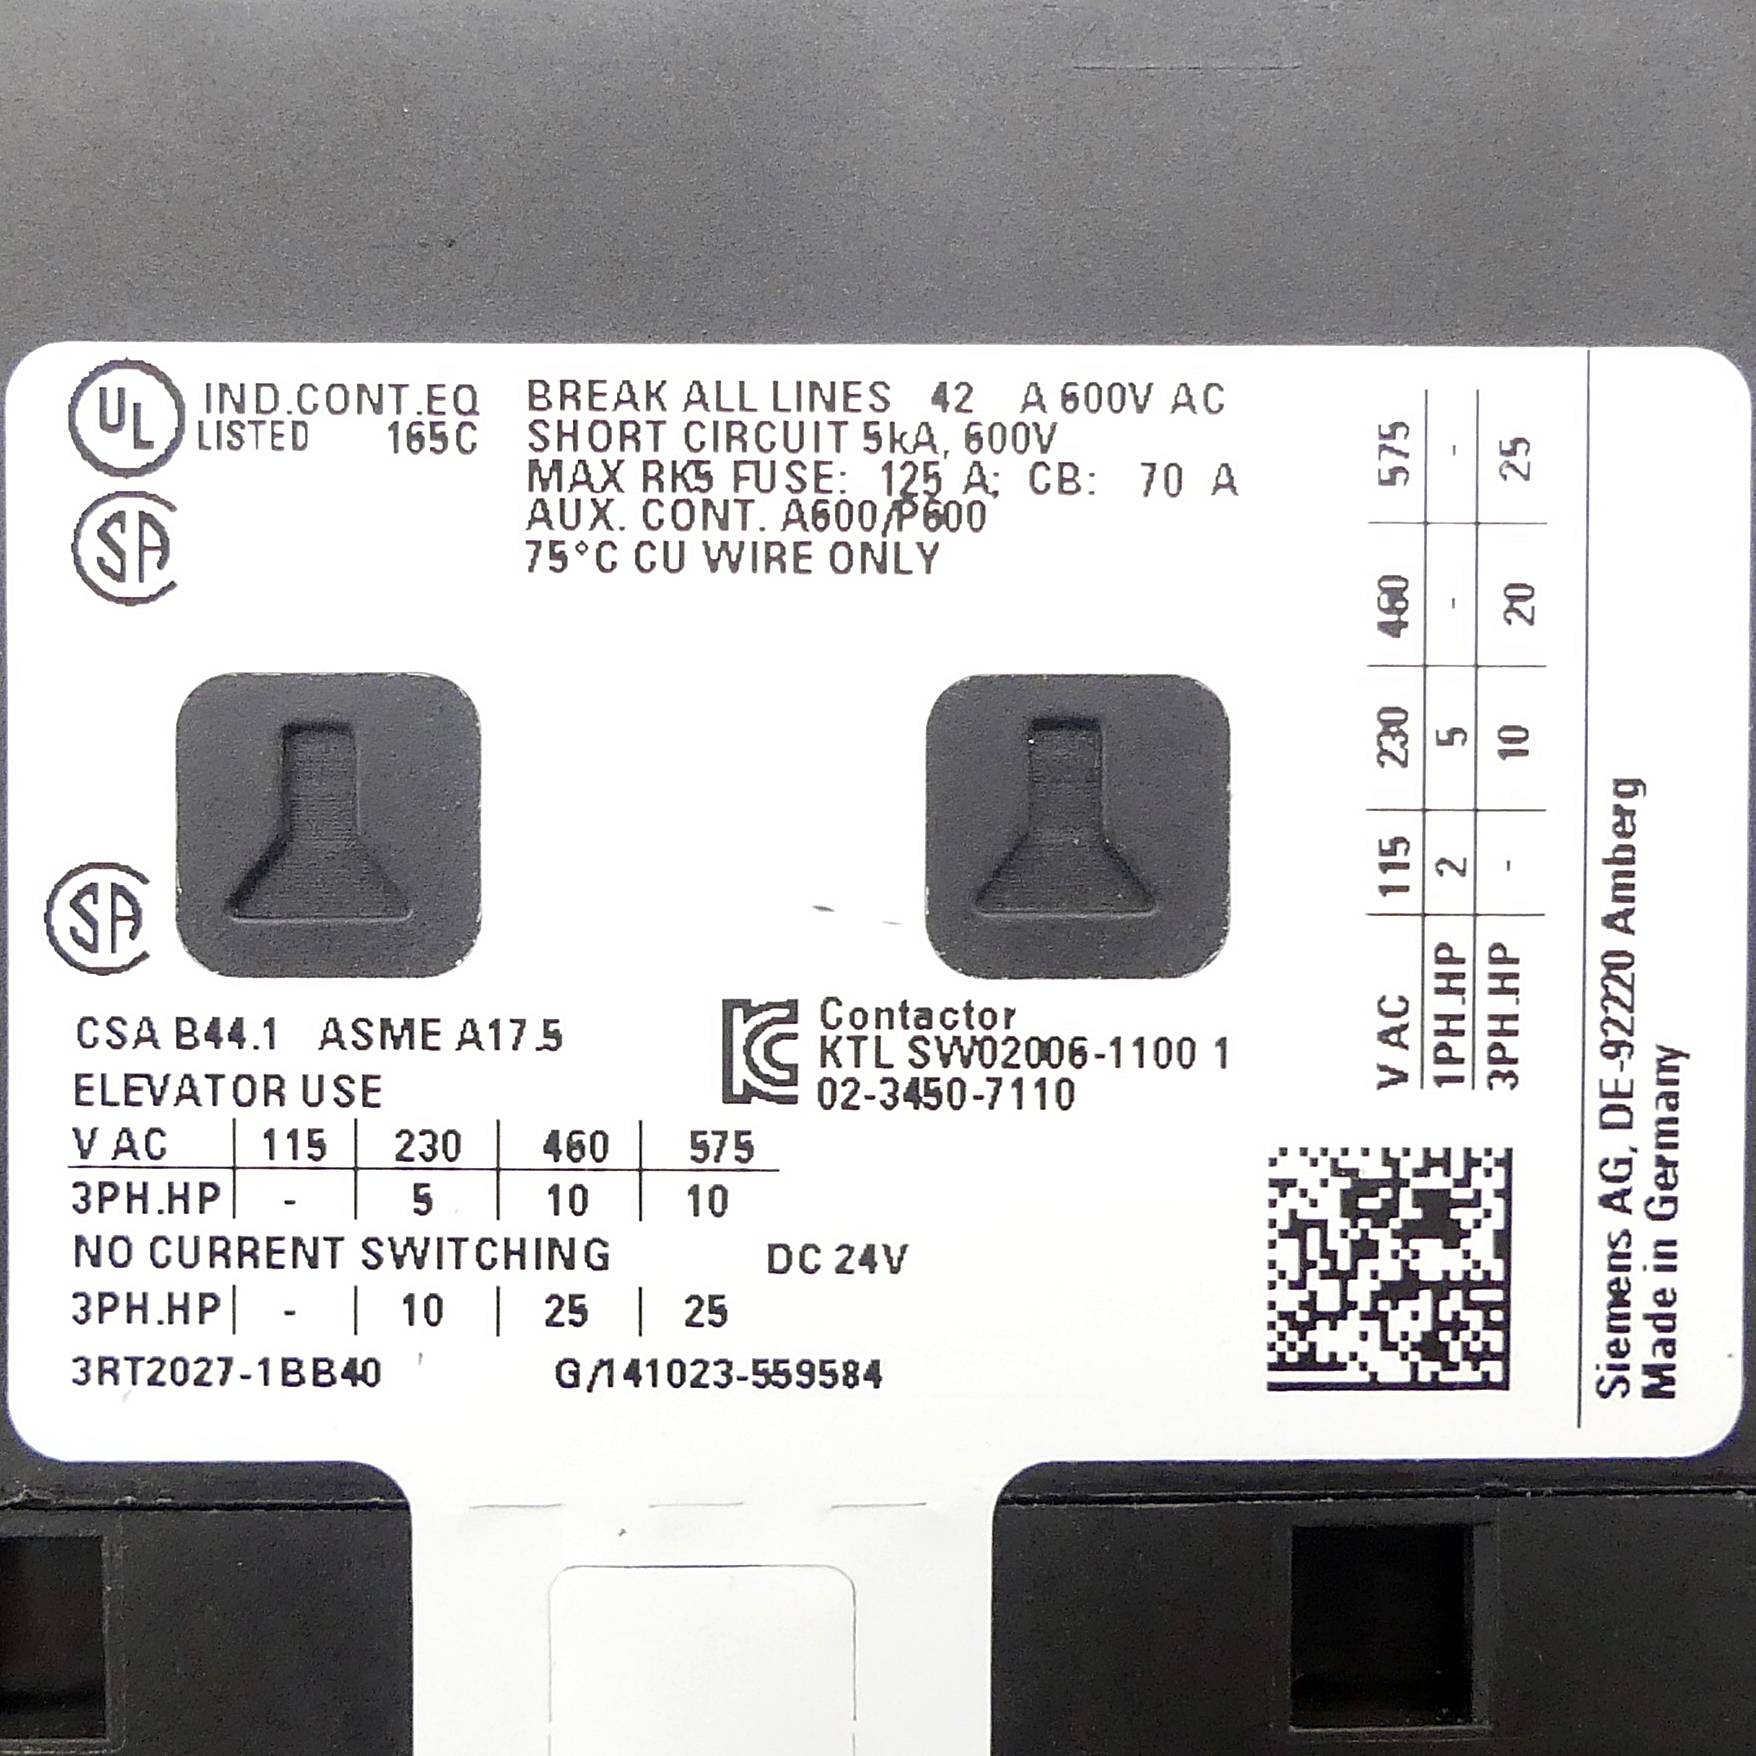 UL IND.CONT.EQ
LISTED 165C
BREAK ALL LINES 42 A 600V AC
SHORT CIRCUIT 5kA, 600V
MAX RK5 FUSE: 125 A; CB: 70 A
AUX. CONT. A600/P600
75°C CU WIRE ONLY
SA
SA
CSA B44.1 ASME A17.5
ELEVATOR USE
V AC | 115 | 230 | 460 | 575
3PH.HP | - | 5 | 10 | 10
NO CURRENT SWITCHING DC 24V
3PH.HP | - | 10 | 25 | 25
3RT2027-1BB40 G/141023-559584
Contactor
KTL SW02006-1100 1
02-3450-7110
V AC 115 230 460 575
1PH.HP 2 5 - -
3PH.HP - 10 20 25
Siemens AG, DE-92220 Amberg
Made in Germany